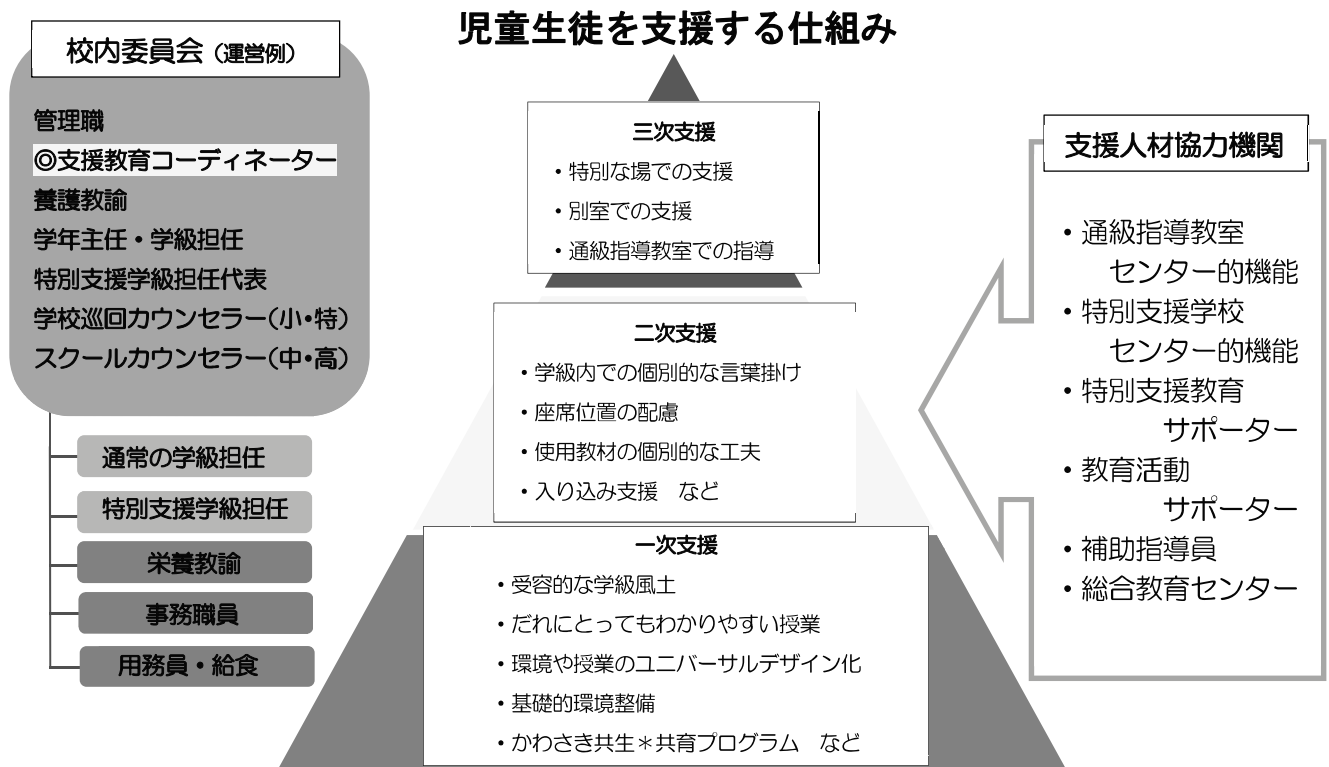 児童生徒を支援する仕組み
校内委員会（運営例）
管理職
◎支援教育コーディネーター
養護教諭
学年主任・学級担任
特別支援学級担任代表
学校巡回カウンセラー(小・特)
スクールカウンセラー(中・高)
通常の学級担任
特別支援学級担任
栄養教諭
事務職員
用務員・給食
三次支援
・特別な場での支援
・別室での支援
・通級指導教室での指導
二次支援
・学級内での個別的な言葉掛け
・座席位置の配慮
・使用教材の個別的な工夫
・入り込み支援　など
一次支援
・受容的な学級風土
・だれにとってもわかりやすい授業
・環境や授業のユニバーサルデザイン化
・基礎的環境整備
・かわさき共生＊共育プログラム　など
支援人材協力機関
・通級指導教室
センター的機能
・特別支援学校
センター的機能
・特別支援教育
サポーター
・教育活動
サポーター
・補助指導員
・総合教育センター